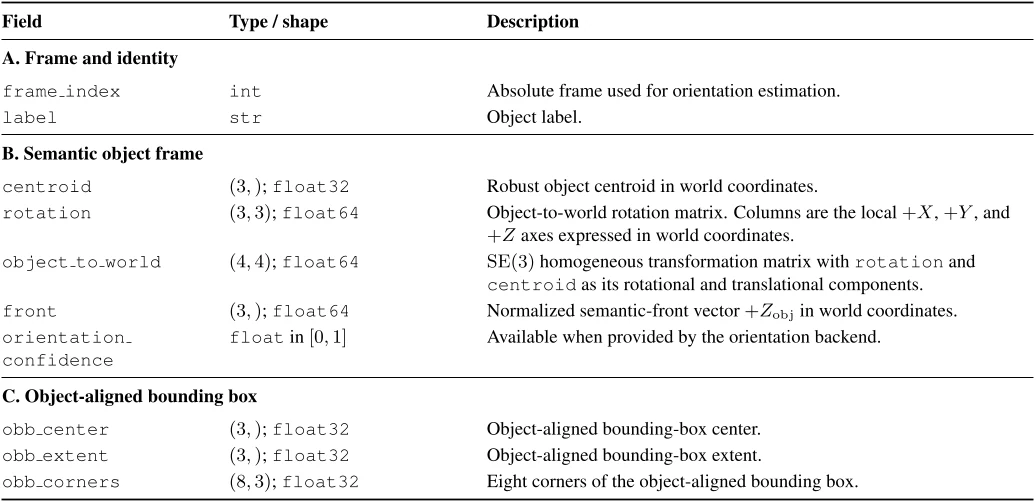 Field Type / shape Description
A. Frame and identity
frame_index int Absolute frame used for orientation estimation.
label str Object label.
B. Semantic object frame
centroid (3,); float32 Robust object centroid in world coordinates.
rotation (3, 3); float64 Object-to-world rotation matrix. Columns are the local +X, +Y, and
+Z axes expressed in world coordinates.
object_to_world (4, 4); float64 SE(3) homogeneous transformation matrix with rotation and
centroid as its rotational and translational components.
front (3,); float64 Normalized semantic-front vector +Z_obj in world coordinates.
orientation_ float in [0, 1] Available when provided by the orientation backend.
confidence
C. Object-aligned bounding box
obb_center (3,); float32 Object-aligned bounding-box center.
obb_extent (3,); float32 Object-aligned bounding-box extent.
obb_corners (8, 3); float32 Eight corners of the object-aligned bounding box.